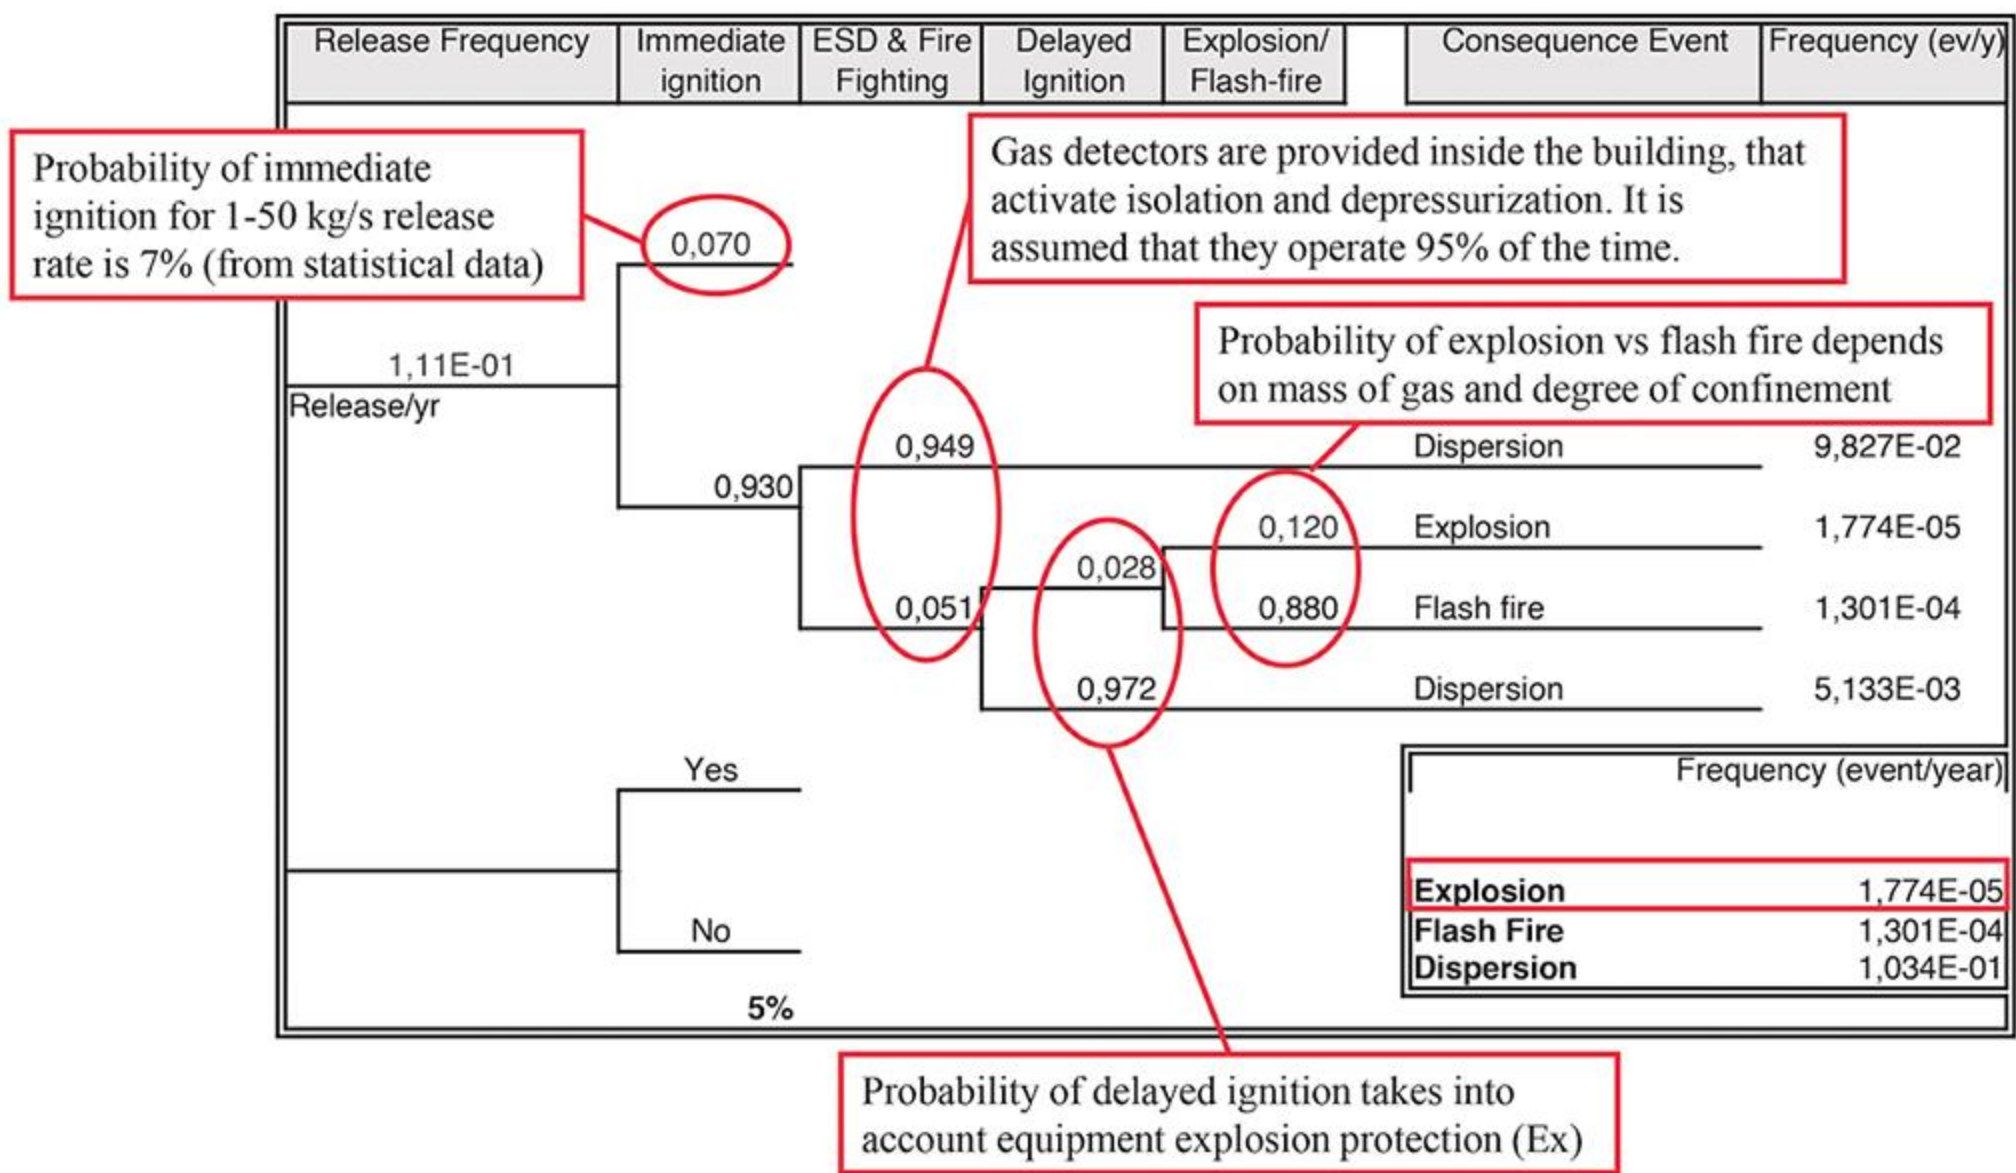 Release Frequency
Immediate
ignition
ESD & Fire
Fighting
Delayed
Ignition
Explosion/
Flash-fire
Consequence Event
Frequency (ev/y)
Probability of immediate
ignition for 1-50 kg/s release
rate is 7% (from statistical data)
Gas detectors are provided inside the building, that
activate isolation and depressurization. It is
assumed that they operate 95% of the time.
0,070
Probability of explosion vs flash fire depends
on mass of gas and degree of confinement
1,11E-01
Release/yr
0,949
Dispersion
9,827E-02
0,930
0,120
Explosion
1,774E-05
0,028
0,051
0,880
Flash fire
1,301E-04
0,972
Dispersion
5,133E-03
Yes
No
5%
Frequency (event/year)
Explosion 1,774E-05
Flash Fire 1,301E-04
Dispersion 1,034E-01
Probability of delayed ignition takes into
account equipment explosion protection (Ex)